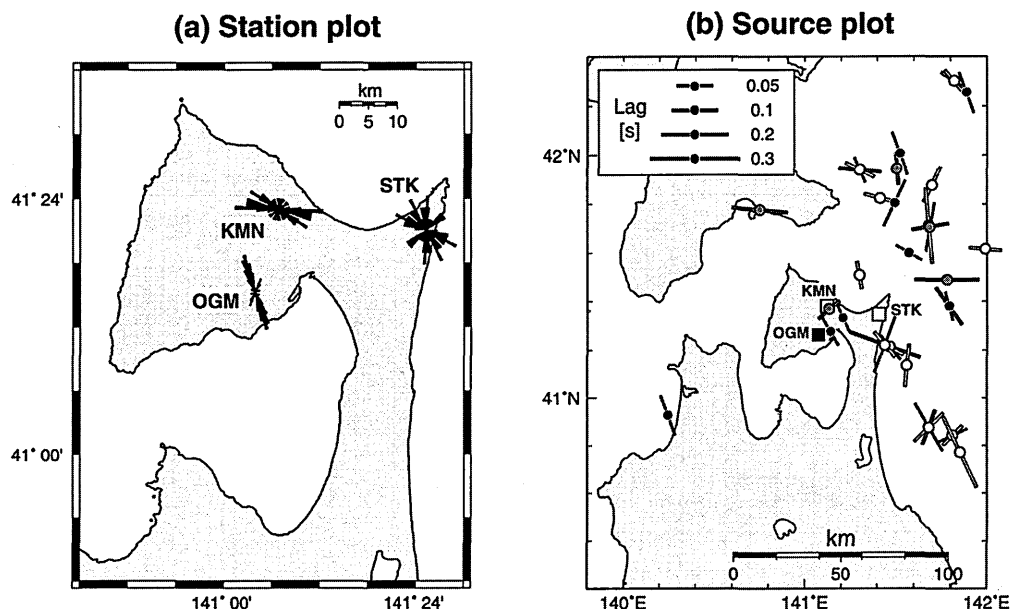 (a) Station plot
km
0 5 10
41° 24'
STK
KMN
OGM
41° 00'
141° 00'
141° 24'
(b) Source plot
Lag
[s]
0.05
0.1
0.2
0.3
42°N
KMN
STK
OGM
41°N
km
0 50 100
140°E
141°E
142°E